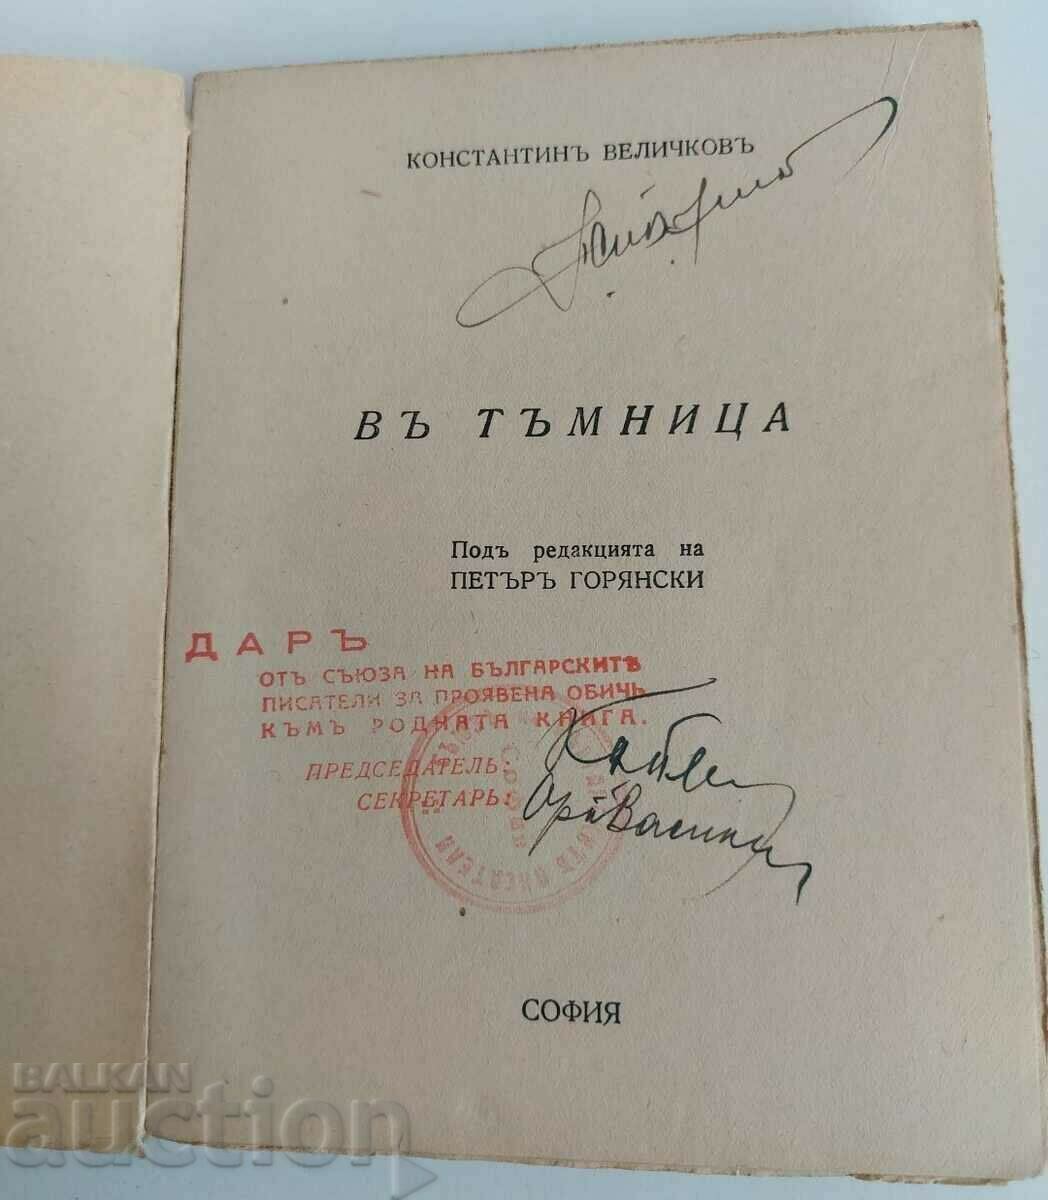 КОНСТАНТИНЪ ВЕЛИЧКОВЪ
ВЪ ТЪМНИЦА
Подъ редакцията на
ПЕТЪРЪ ГОРЯНСКИ
ДАРЪ
ОТЪ СЪЮЗА НА БЪЛГАРСКИТѢ
ПИСАТЕЛИ ЗА ПРОЯВЕНА ОБИЧЬ
КЪМЪ РОДНАТА КНИГА.
ПРЕДСЕДАТЕЛЬ:
СЕКРЕТАРЬ:
СОФИЯ
BALKAN
auction